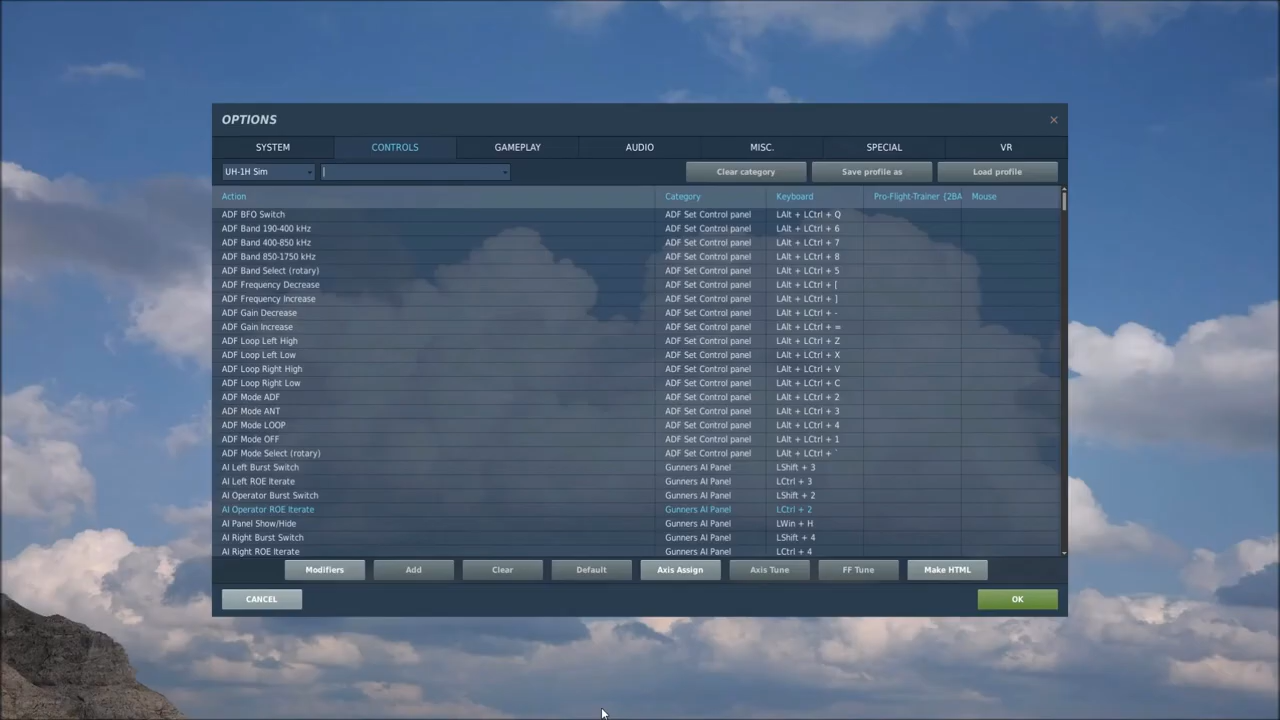 OPTIONS ×
SYSTEM CONTROLS GAMEPLAY AUDIO MISC. SPECIAL VR
UH-1H Sim Clear category Save profile as Load profile
Action Category Keyboard Pro-Flight-Trainer {2BA Mouse
ADF BFO Switch ADF Set Control panel LAlt + LCtrl + Q
ADF Band 190-400 kHz ADF Set Control panel LAlt + LCtrl + 6
ADF Band 400-850 kHz ADF Set Control panel LAlt + LCtrl + 7
ADF Band 850-1750 kHz ADF Set Control panel LAlt + LCtrl + 8
ADF Band Select (rotary) ADF Set Control panel LAlt + LCtrl + 5
ADF Frequency Decrease ADF Set Control panel LAlt + LCtrl + [
ADF Frequency Increase ADF Set Control panel LAlt + LCtrl + ]
ADF Gain Decrease ADF Set Control panel LAlt + LCtrl + -
ADF Gain Increase ADF Set Control panel LAlt + LCtrl + =
ADF Loop Left High ADF Set Control panel LAlt + LCtrl + Z
ADF Loop Left Low ADF Set Control panel LAlt + LCtrl + X
ADF Loop Right High ADF Set Control panel LAlt + LCtrl + V
ADF Loop Right Low ADF Set Control panel LAlt + LCtrl + C
ADF Mode ADF ADF Set Control panel LAlt + LCtrl + 2
ADF Mode ANT ADF Set Control panel LAlt + LCtrl + 3
ADF Mode LOOP ADF Set Control panel LAlt + LCtrl + 4
ADF Mode OFF ADF Set Control panel LAlt + LCtrl + 1
ADF Mode Select (rotary) ADF Set Control panel LAlt + LCtrl + `
AI Left Burst Switch Gunners AI Panel LShift + 3
AI Left ROE Iterate Gunners AI Panel LCtrl + 3
AI Operator Burst Switch Gunners AI Panel LShift + 2
AI Operator ROE Iterate Gunners AI Panel LCtrl + 2
AI Panel Show/Hide Gunners AI Panel LWin + H
AI Right Burst Switch Gunners AI Panel LShift + 4
AI Right ROE Iterate Gunners AI Panel LCtrl + 4
Modifiers Add Clear Default Axis Assign Axis Tune FF Tune Make HTML
CANCEL OK